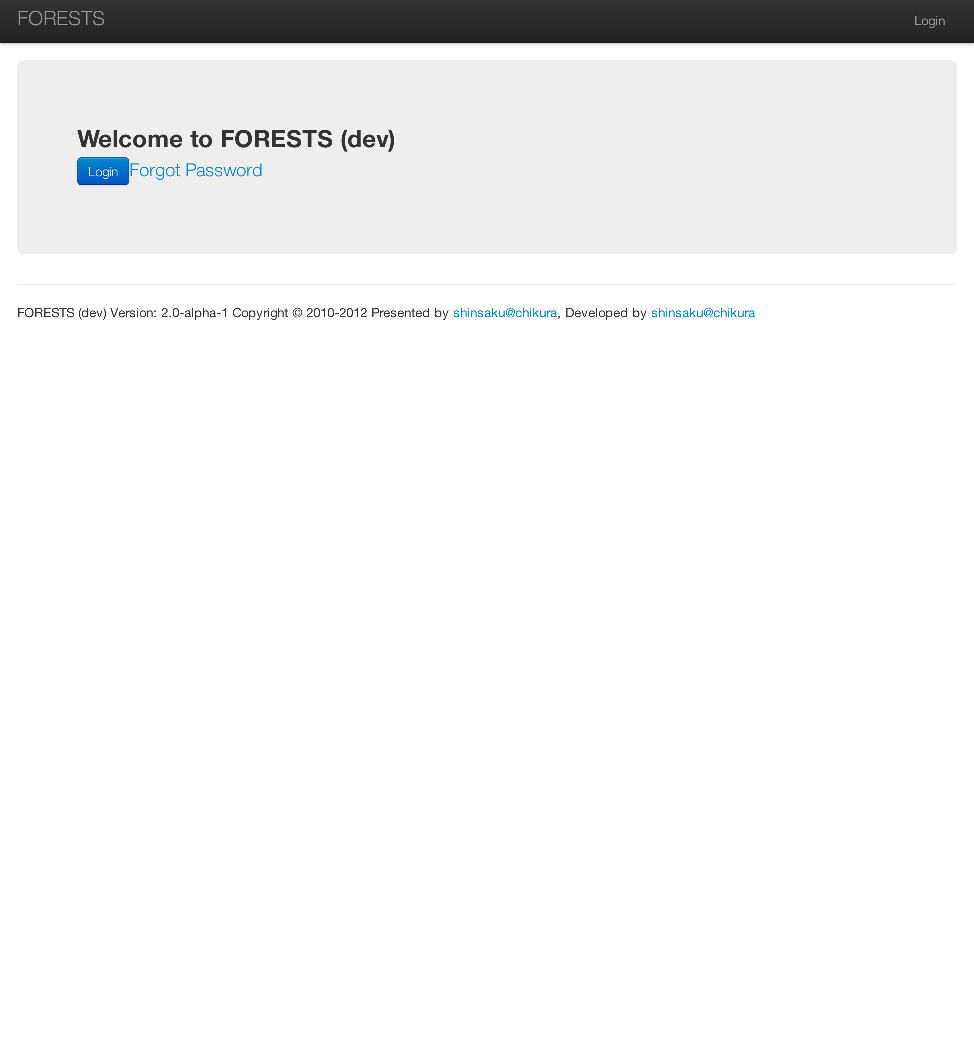 FORESTS
Login
Welcome to FORESTS (dev)
Login Forgot Password
FORESTS (dev) Version: 2.0-alpha-1 Copyright © 2010-2012 Presented by shinsaku@chikura, Developed by shinsaku@chikura